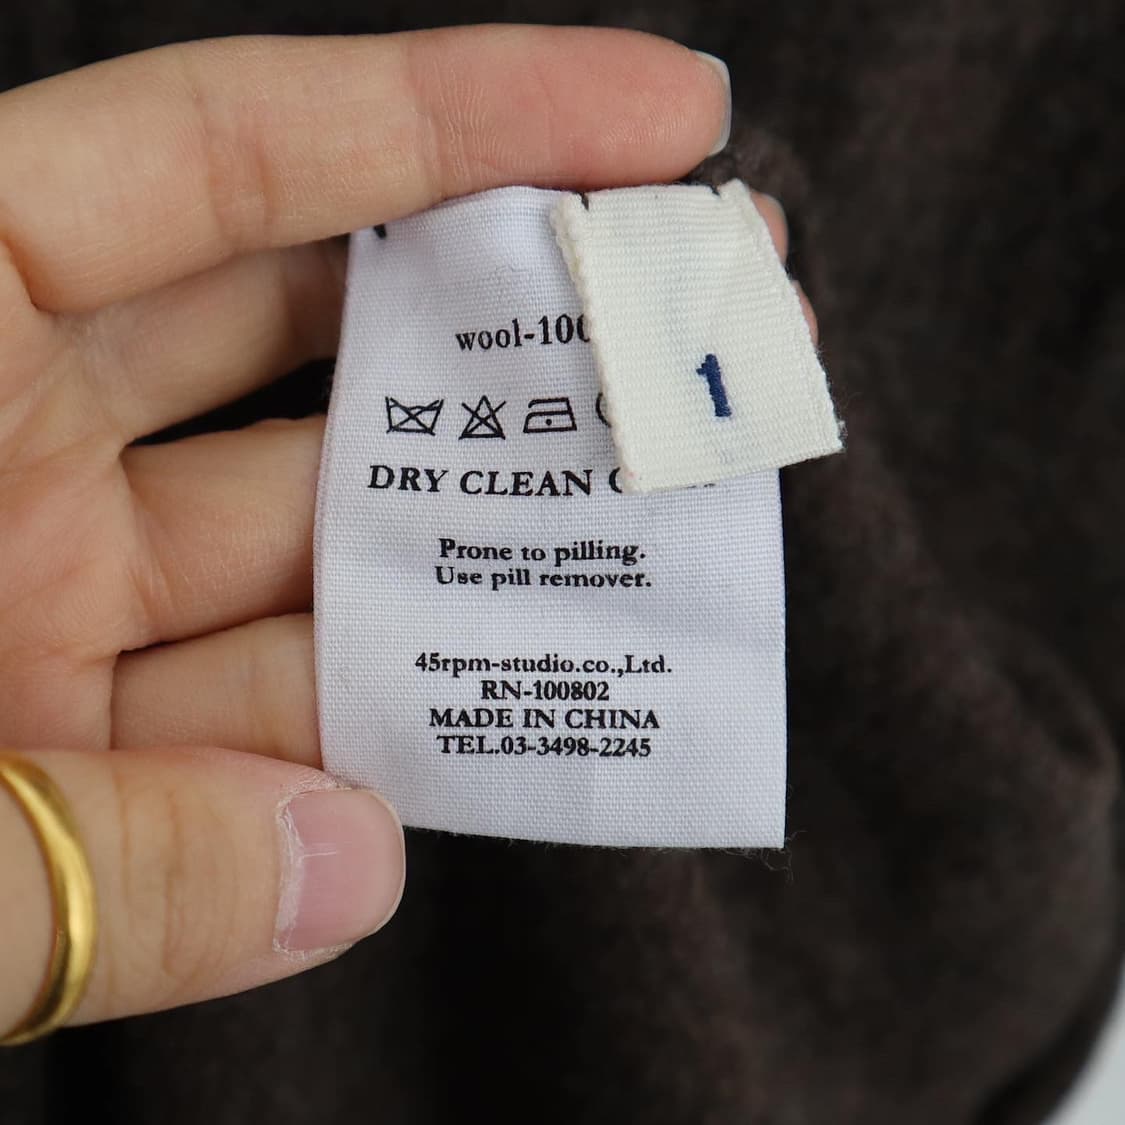 wool-100
1
DRY CLEAN
Prone to pilling.
Use pill remover.
45rpm-studio.co.,Ltd.
RN-100802
MADE IN CHINA
TEL.03-3498-2245